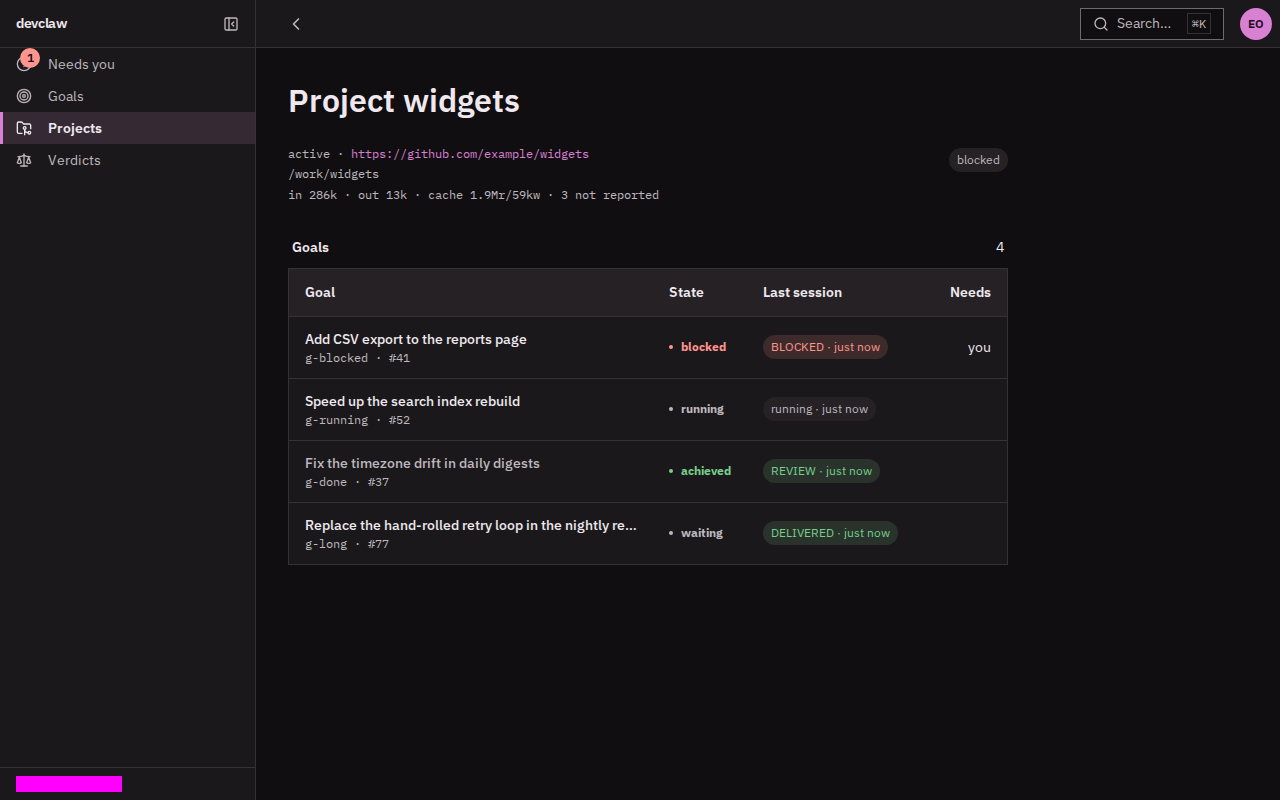 devclaw
Search...
⌘K
EO
1
Needs you
Goals
Projects
Verdicts
Project widgets
active · https://github.com/example/widgets
blocked
/work/widgets
in 286k · out 13k · cache 1.9Mr/59kw · 3 not reported
Goals
4
Goal
State
Last session
Needs
Add CSV export to the reports page
g-blocked · #41
blocked
BLOCKED · just now
you
Speed up the search index rebuild
g-running · #52
running
running · just now
Fix the timezone drift in daily digests
g-done · #37
achieved
REVIEW · just now
Replace the hand-rolled retry loop in the nightly re...
g-long · #77
waiting
DELIVERED · just now